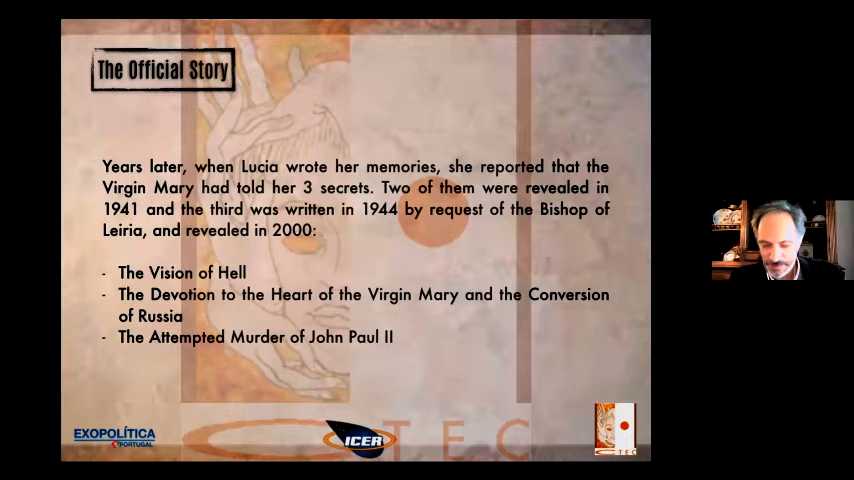 The Official Story
Years later, when Lucia wrote her memories, she reported that the
Virgin Mary had told her 3 secrets. Two of them were revealed in
1941 and the third was written in 1944 by request of the Bishop of
Leiria, and revealed in 2000:
- The Vision of Hell
- The Devotion to the Heart of the Virgin Mary and the Conversion
of Russia
- The Attempted Murder of John Paul II
EXOPOLÍTICA
PORTUGAL
ICER
CTEC
CTEC